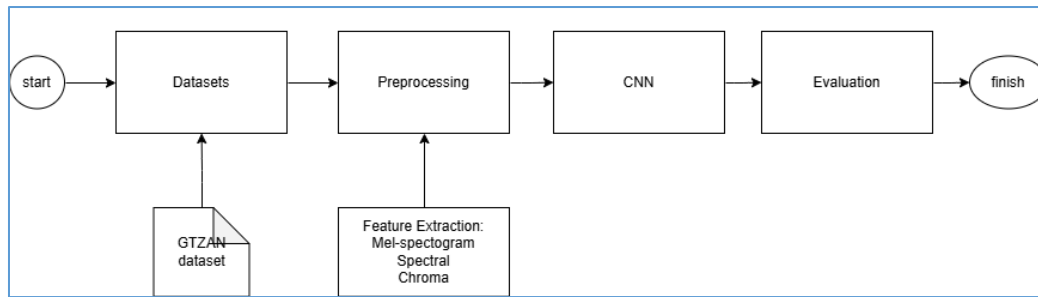 start
Datasets
Preprocessing
CNN
Evaluation
finish
GTZAN
dataset
Feature Extraction:
Mel-spectogram
Spectral
Chroma